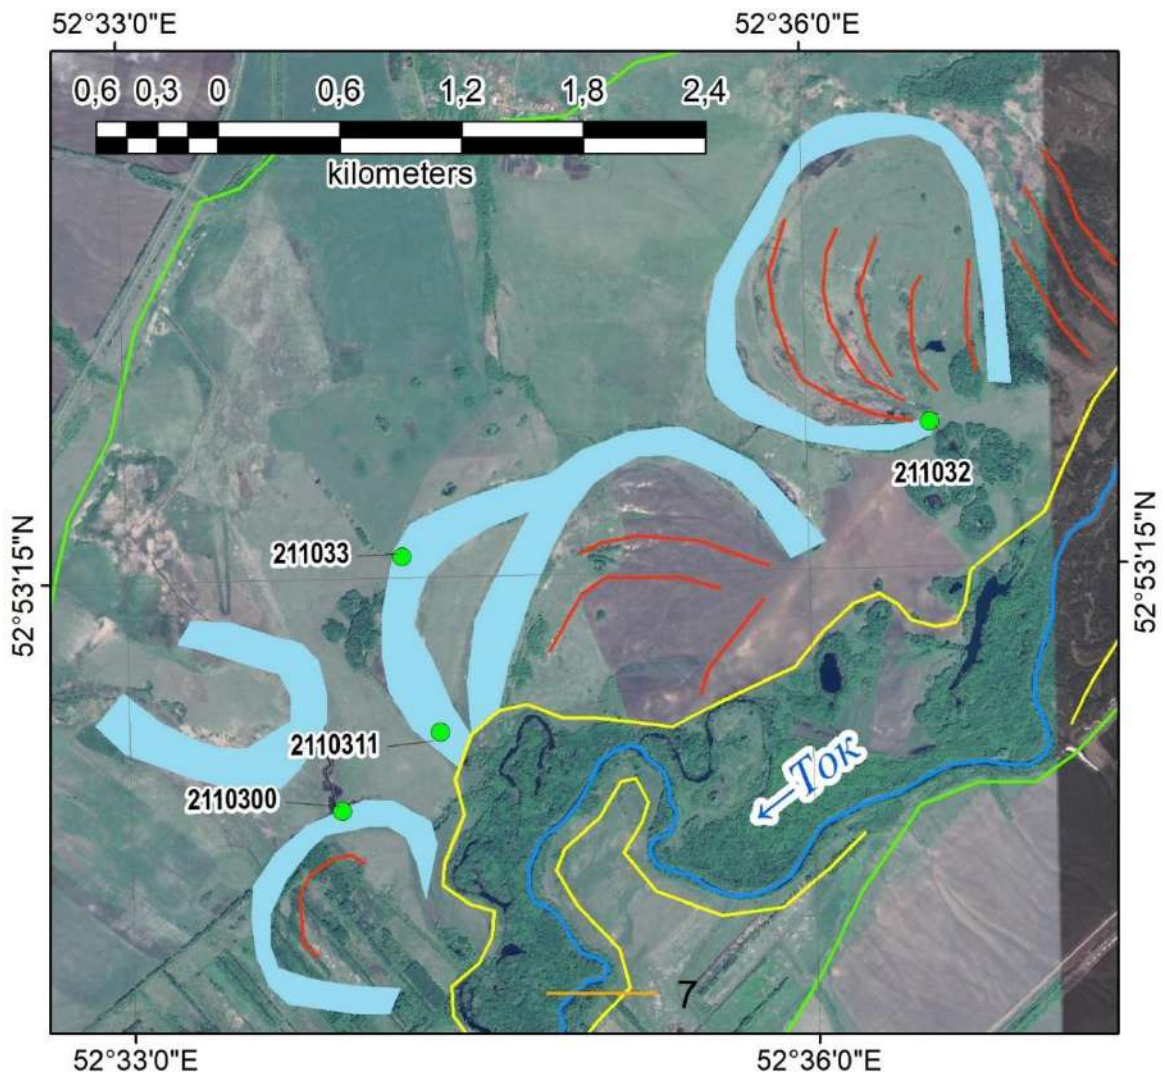 52°33'0"E 52°36'0"E
0,6 0,3 0 0,6 1,2 1,8 2,4
kilometers
211032
211033
52°53'15"N
52°53'15"N
2110311
←Ток
2110300
7
52°33'0"E 52°36'0"E